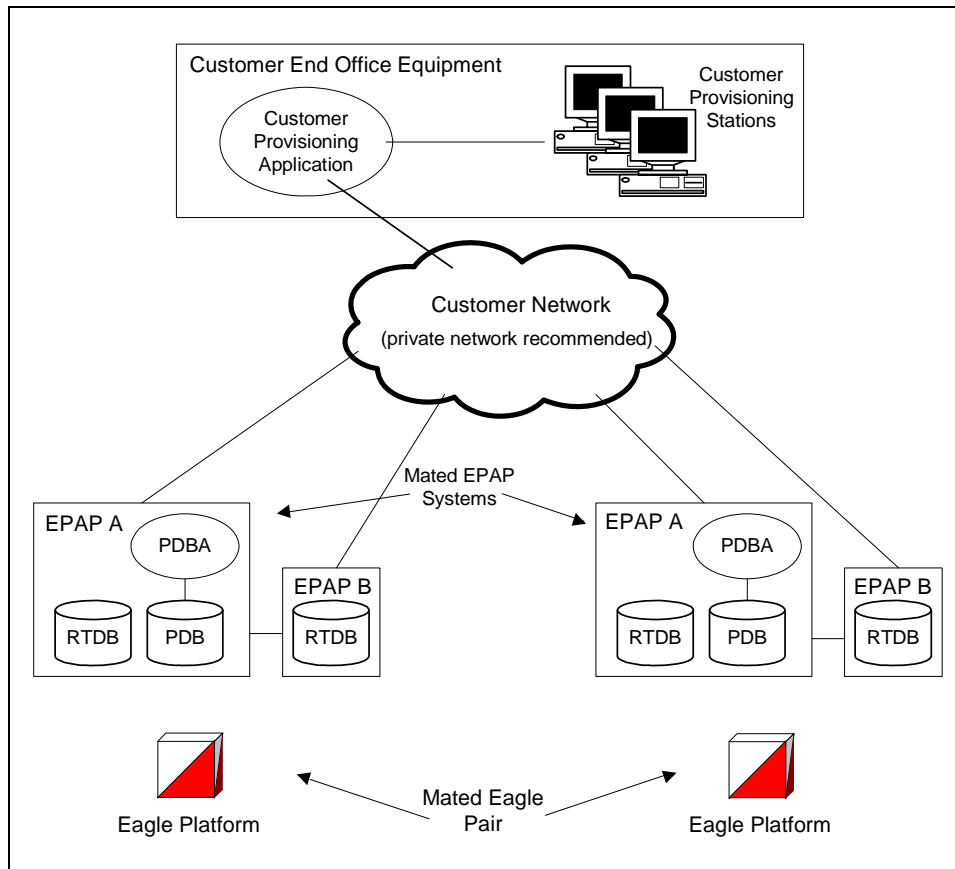 Customer End Office Equipment
Customer
Provisioning
Application
Customer
Provisioning
Stations
Customer Network
(private network recommended)
Mated EPAP
Systems
EPAP A
PDBA
RTDB
PDB
EPAP B
RTDB
EPAP A
PDBA
RTDB
PDB
EPAP B
RTDB
Eagle Platform
Mated Eagle
Pair
Eagle Platform